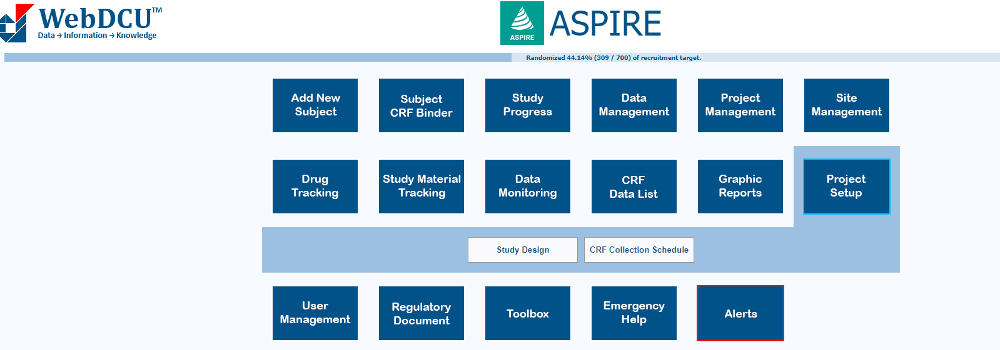 WebDCU™
Data → Information → Knowledge
ASPIRE
ASPIRE
Randomized 44.14% (309 / 700) of recruitment target.
Add New
Subject
Subject
CRF Binder
Study
Progress
Data
Management
Project
Management
Site
Management
Drug
Tracking
Study Material
Tracking
Data
Monitoring
CRF
Data List
Graphic
Reports
Project
Setup
Study Design
CRF Collection Schedule
User
Management
Regulatory
Document
Toolbox
Emergency
Help
Alerts